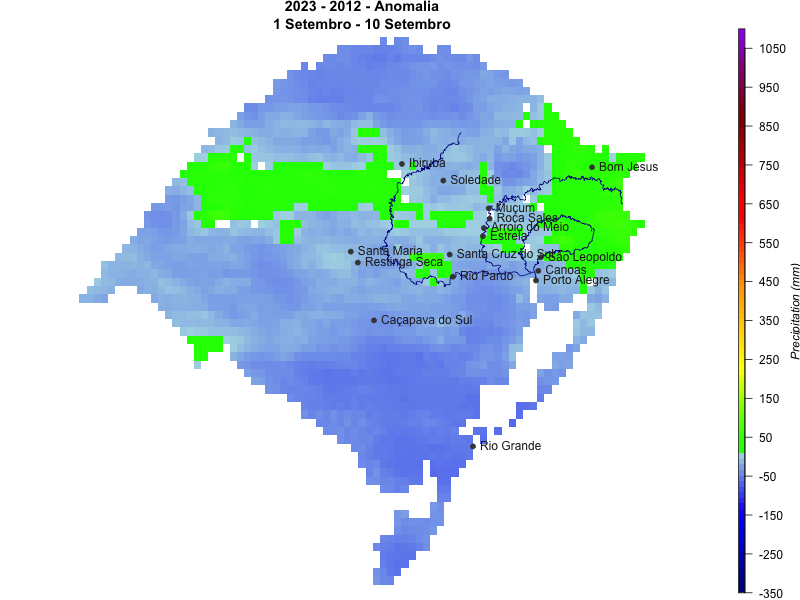 2023 - 2012 - Anomalia
1 Setembro - 10 Setembro
Ibirubá
Bom Jesus
Soledade
Muçum
Roca Sales
Arroio do Meio
Estrela
Santa Maria
Santa Cruz do Sul
São Leopoldo
Restinga Seca
Canoas
Rio Pardo
Porto Alegre
Caçapava do Sul
Rio Grande
1050
950
850
750
650
550
450
350
250
150
50
-50
-150
-250
-350
Precipitation (mm)